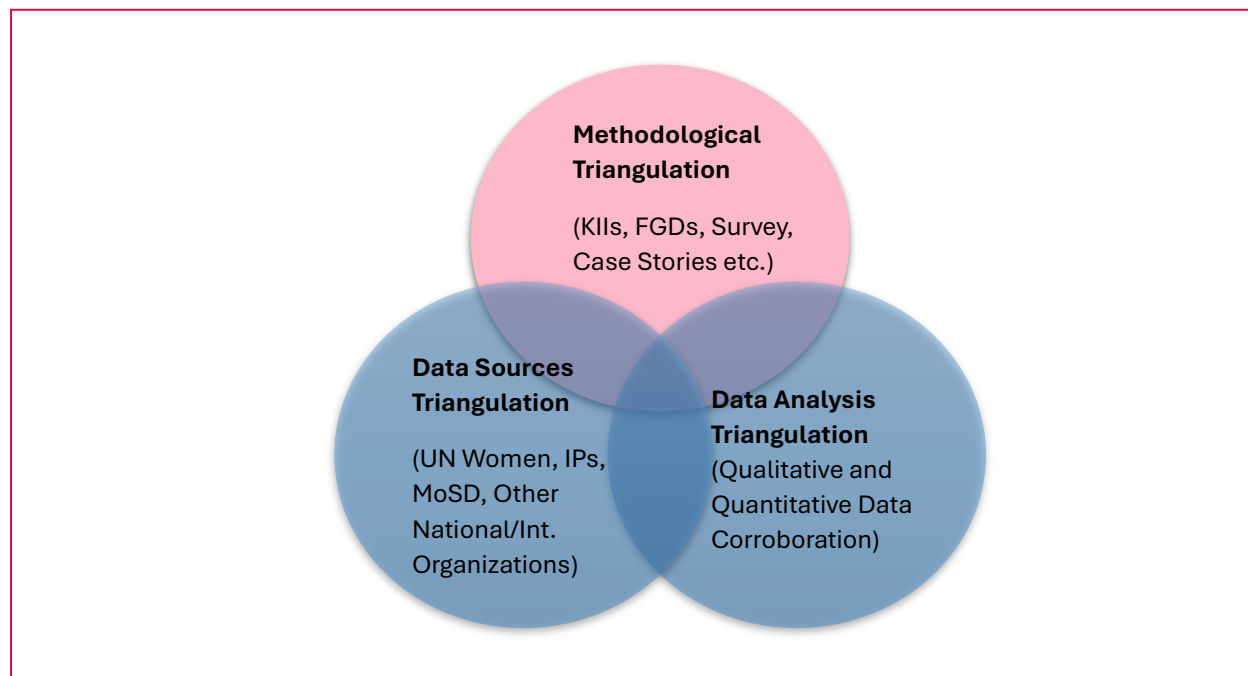 Methodological
Triangulation
(KIIs, FGDs, Survey,
Case Stories etc.)
Data Sources
Triangulation
(UN Women, IPs,
MoSD, Other
National/Int.
Organizations)
Data Analysis
Triangulation
(Qualitative and
Quantitative Data
Corroboration)